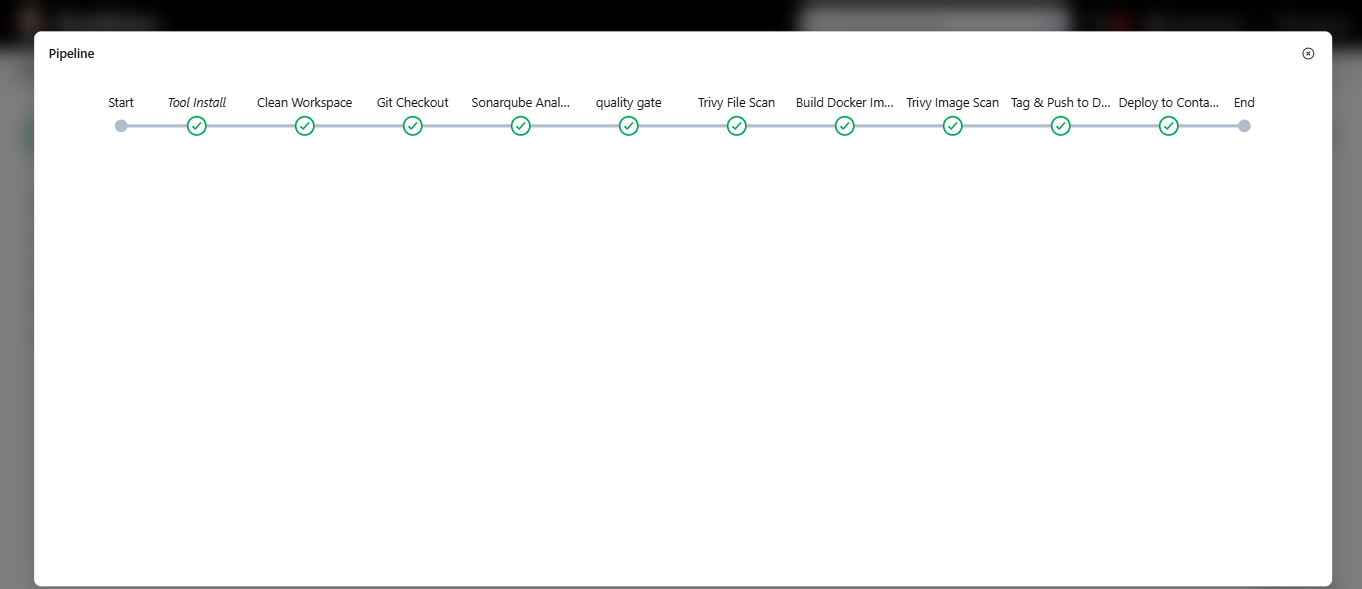 Pipeline
Start Tool Install Clean Workspace Git Checkout Sonarqube Anal... quality gate Trivy File Scan Build Docker Im... Trivy Image Scan Tag & Push to D... Deploy to Conta... End